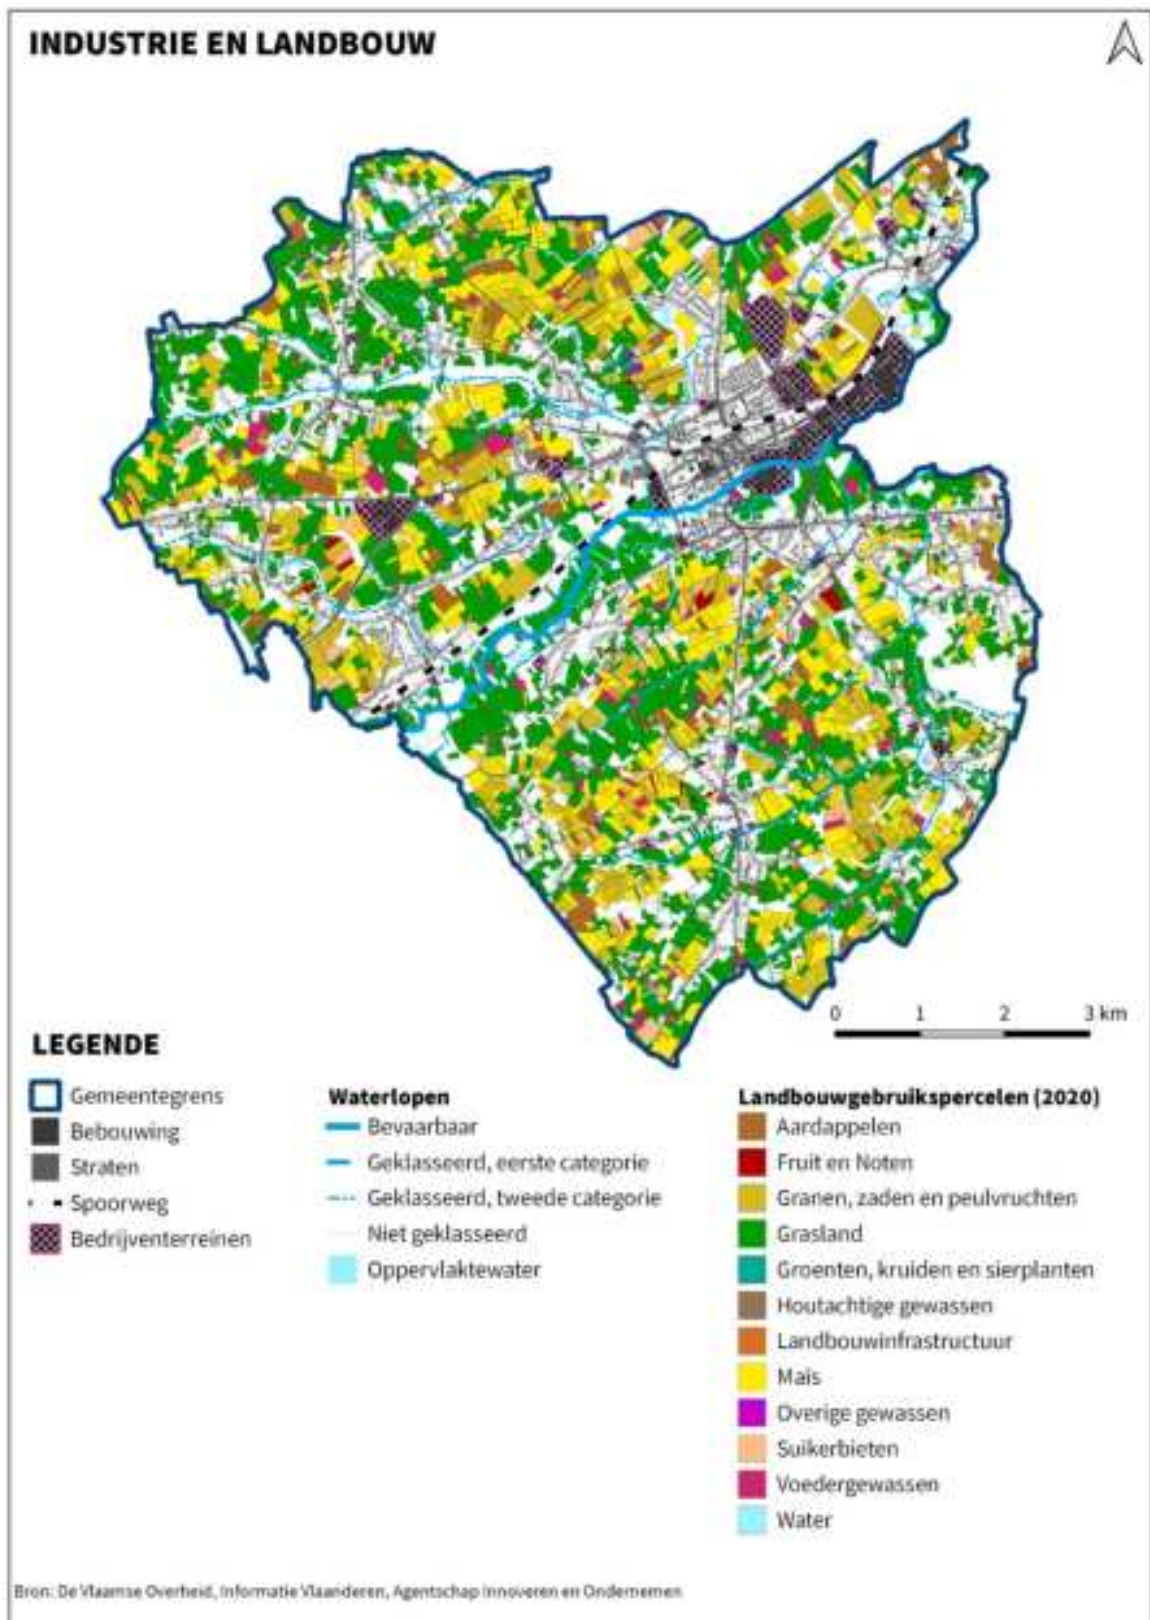 INDUSTRIE EN LANDBOUW
0 1 2 3 km
LEGENDE
Gemeentegrens
Bebouwing
Straten
Spoorweg
Bedrijventerreinen
Waterlopen
Bevaarbaar
Geklasseerd, eerste categorie
Geklasseerd, tweede categorie
Niet geklasseerd
Oppervlaktewater
Landbouwgebruikspercelen (2020)
Aardappelen
Fruit en Noten
Granen, zaden en peulvruchten
Grasland
Groenten, kruiden en sierplanten
Houtachtige gewassen
Landbouwinfrastructuur
Maïs
Overige gewassen
Suikerbieten
Voedergewassen
Water
Bron: De Vlaamse Overheid, Informatie Vlaanderen, Agentschap Innoveren en Ondernemen